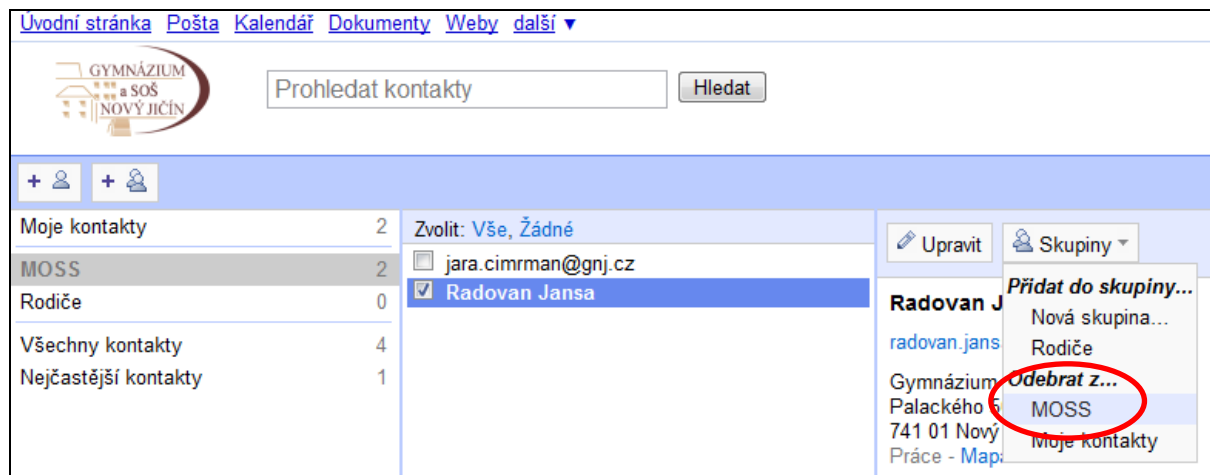 Úvodní stránka Pošta Kalendář Dokumenty Weby další ▼
GYMNÁZIUM
a SOŠ
NOVÝ JIČÍN
Prohledat kontakty
Hledat
Moje kontakty 2
MOSS 2
Rodiče 0
Všechny kontakty 4
Nejčastější kontakty 1
Zvolit: Vše, Žádné
jara.cimrman@gnj.cz
Radovan Jansa
Upravit
Skupiny
Přidat do skupiny...
Nová skupina...
Rodiče
Odebrat z...
MOSS
Moje kontakty
Radovan J
radovan.jans
Gymnázium
Palackého 5
741 01 Nový
Práce - Mapa